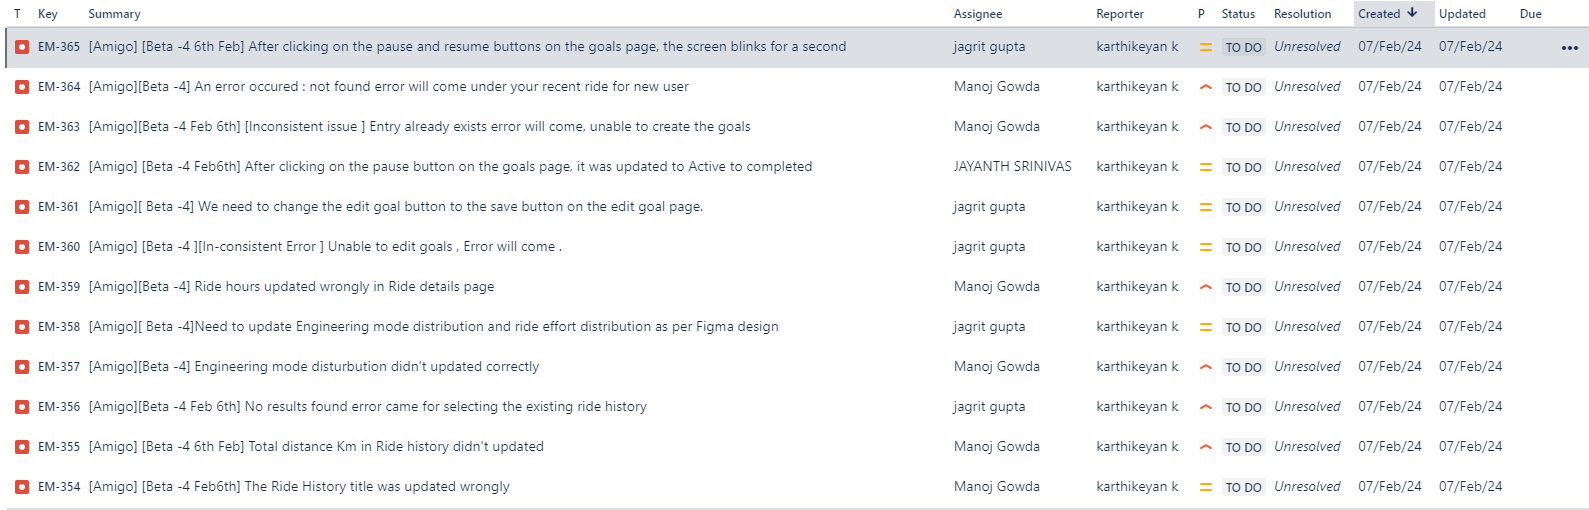 T Key Summary Assignee Reporter P Status Resolution Created ↓ Updated Due
EM-365 [Amigo] [Beta -4 6th Feb] After clicking on the pause and resume buttons on the goals page, the screen blinks for a second jagrit gupta karthikeyan k TO DO Unresolved 07/Feb/24 07/Feb/24 •••
EM-364 [Amigo][Beta -4] An error occured : not found error will come under your recent ride for new user Manoj Gowda karthikeyan k TO DO Unresolved 07/Feb/24 07/Feb/24
EM-363 [Amigo][Beta -4 Feb 6th] [Inconsistent issue ] Entry already exists error will come, unable to create the goals Manoj Gowda karthikeyan k TO DO Unresolved 07/Feb/24 07/Feb/24
EM-362 [Amigo] [Beta -4 Feb6th] After clicking on the pause button on the goals page, it was updated to Active to completed JAYANTH SRINIVAS karthikeyan k TO DO Unresolved 07/Feb/24 07/Feb/24
EM-361 [Amigo][ Beta -4] We need to change the edit goal button to the save button on the edit goal page. jagrit gupta karthikeyan k TO DO Unresolved 07/Feb/24 07/Feb/24
EM-360 [Amigo] [Beta -4 ][In-consistent Error ] Unable to edit goals , Error will come . jagrit gupta karthikeyan k TO DO Unresolved 07/Feb/24 07/Feb/24
EM-359 [Amigo][Beta -4] Ride hours updated wrongly in Ride details page Manoj Gowda karthikeyan k TO DO Unresolved 07/Feb/24 07/Feb/24
EM-358 [Amigo][ Beta -4]Need to update Engineering mode distribution and ride effort distribution as per Figma design jagrit gupta karthikeyan k TO DO Unresolved 07/Feb/24 07/Feb/24
EM-357 [Amigo][Beta -4] Engineering mode disturbution didn't updated correctly Manoj Gowda karthikeyan k TO DO Unresolved 07/Feb/24 07/Feb/24
EM-356 [Amigo][Beta -4 Feb 6th] No results found error came for selecting the existing ride history jagrit gupta karthikeyan k TO DO Unresolved 07/Feb/24 07/Feb/24
EM-355 [Amigo] [Beta -4 6th Feb] Total distance Km in Ride history didn't updated Manoj Gowda karthikeyan k TO DO Unresolved 07/Feb/24 07/Feb/24
EM-354 [Amigo] [Beta -4 Feb6th] The Ride History title was updated wrongly Manoj Gowda karthikeyan k TO DO Unresolved 07/Feb/24 07/Feb/24